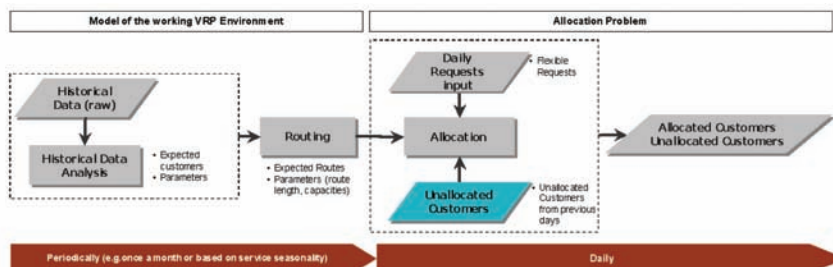 Model of the working VRP Environment
Allocation Problem
Historical
Data (raw)
Historical Data
Analysis
• Expected
customers
• Parameters
Routing
• Expected Routes
• Parameters (route
length, capacities)
Daily
Requests
input
• Flexible
Requests
Allocation
Unallocated
Customers
• Unallocated
Customers
from previous
days
Allocated Customers
Unallocated Customers
Periodically (e.g.once a month or based on service seasonality)
Daily